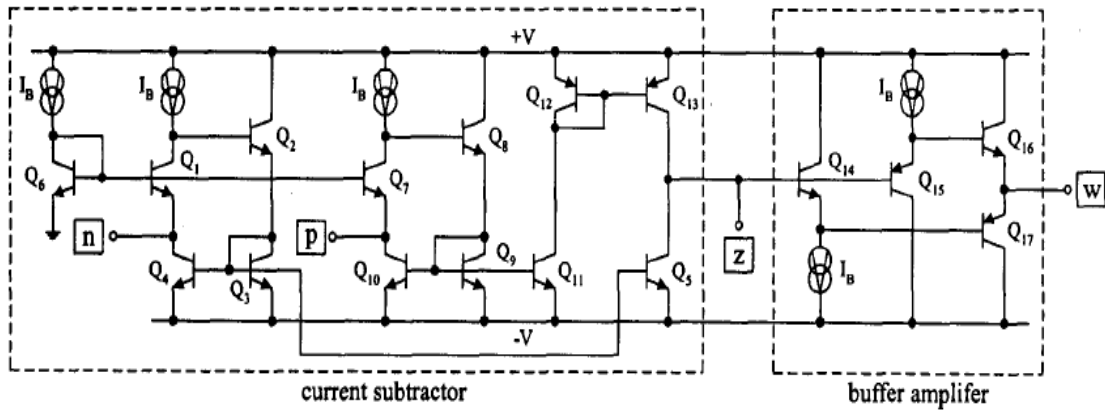 +V
I_B I_B I_B I_B
Q_12 Q_13
Q_2 Q_8 Q_16
Q_6 Q_1 Q_7 Q_14 Q_15
n p z w
Q_17
Q_4 Q_3 Q_10 Q_9 Q_11 Q_5 I_B
-V
current subtractor buffer amplifer